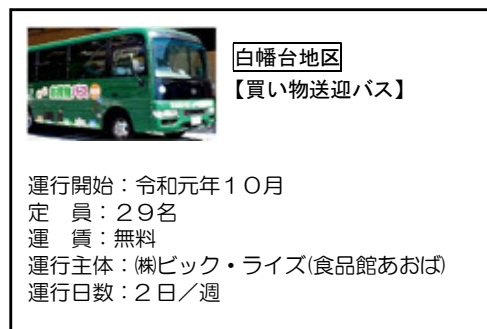 白幡台地区
【買い物送迎バス】
運行開始：令和元年１０月
定　員：２９名
運　賃：無料
運行主体：㈱ビック・ライズ(食品館あおば)
運行日数：２日／週